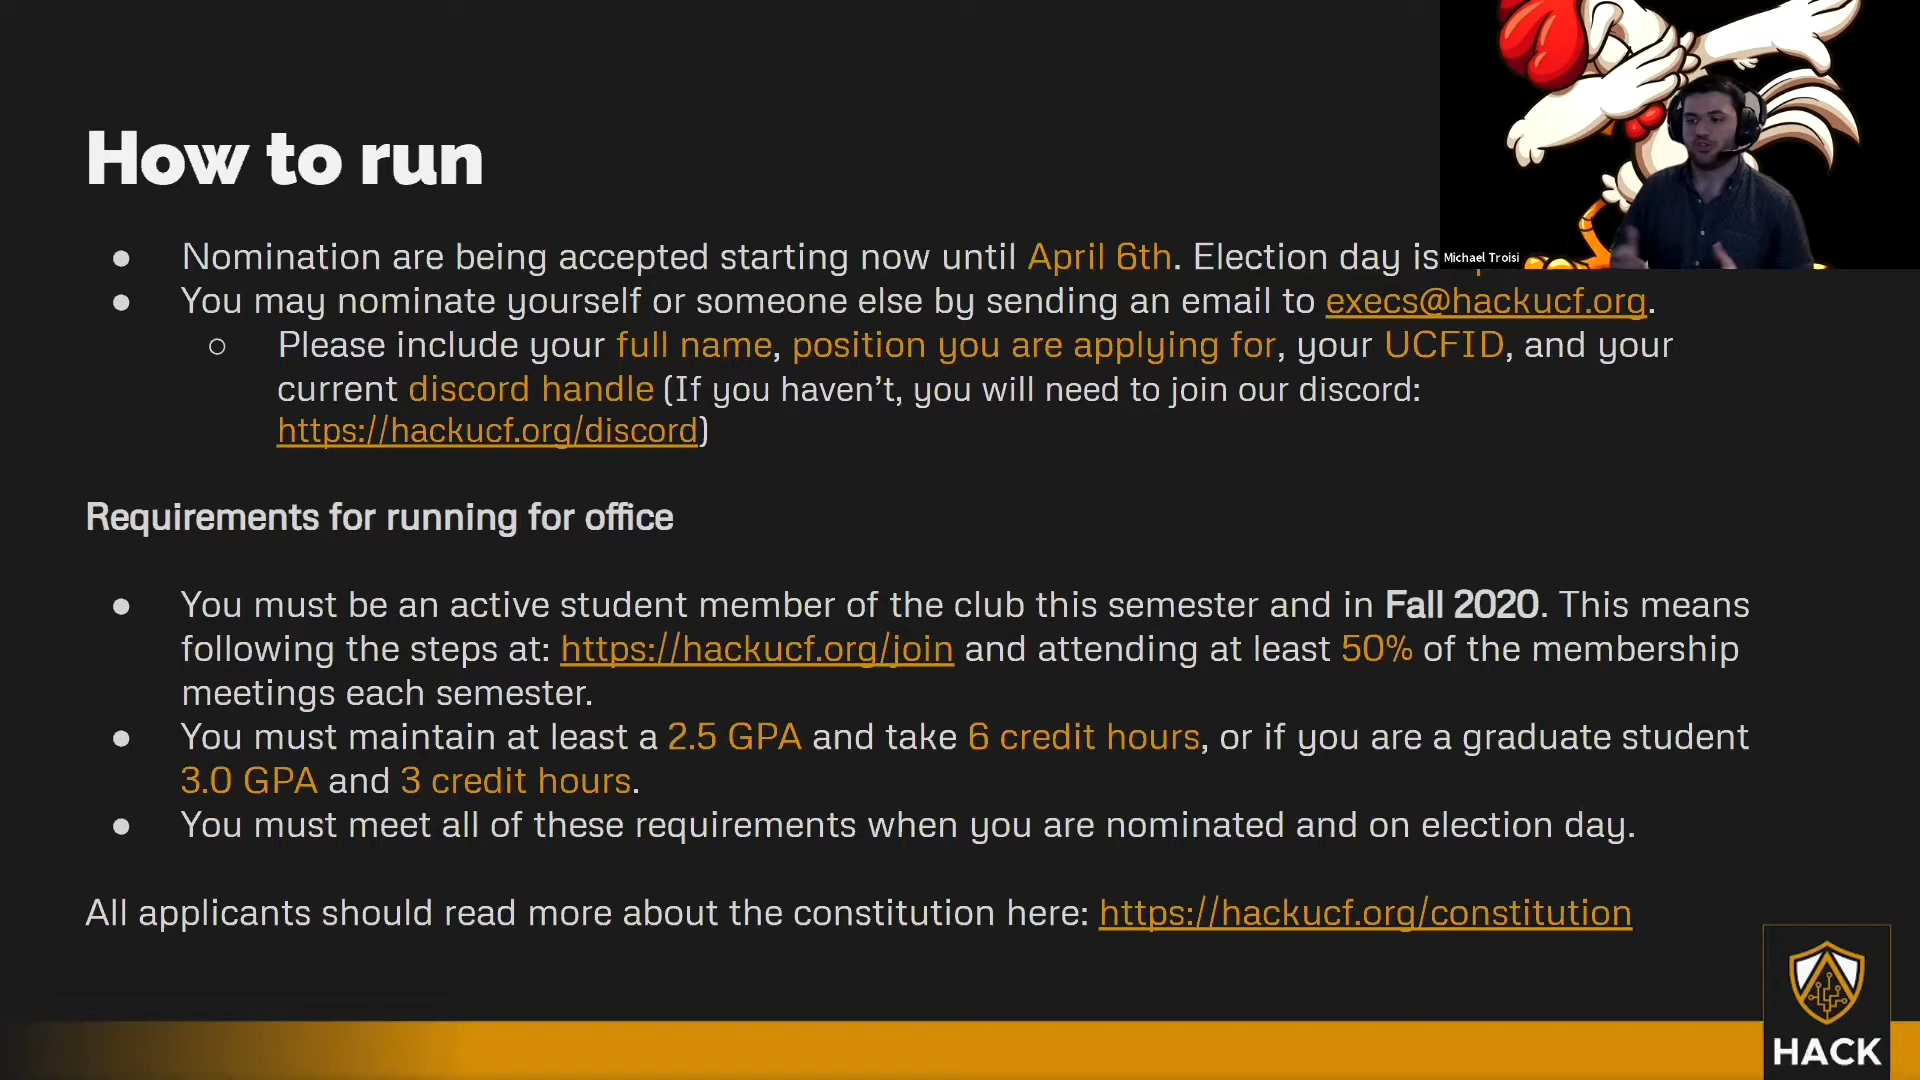 How to run
● Nomination are being accepted starting now until April 6th. Election day is
● You may nominate yourself or someone else by sending an email to execs@hackucf.org.
○ Please include your full name, position you are applying for, your UCFID, and your
current discord handle (If you haven’t, you will need to join our discord:
https://hackucf.org/discord)
Requirements for running for office
● You must be an active student member of the club this semester and in Fall 2020. This means
following the steps at: https://hackucf.org/join and attending at least 50% of the membership
meetings each semester.
● You must maintain at least a 2.5 GPA and take 6 credit hours, or if you are a graduate student
3.0 GPA and 3 credit hours.
● You must meet all of these requirements when you are nominated and on election day.
All applicants should read more about the constitution here: https://hackucf.org/constitution
Michael Troisi
HACK